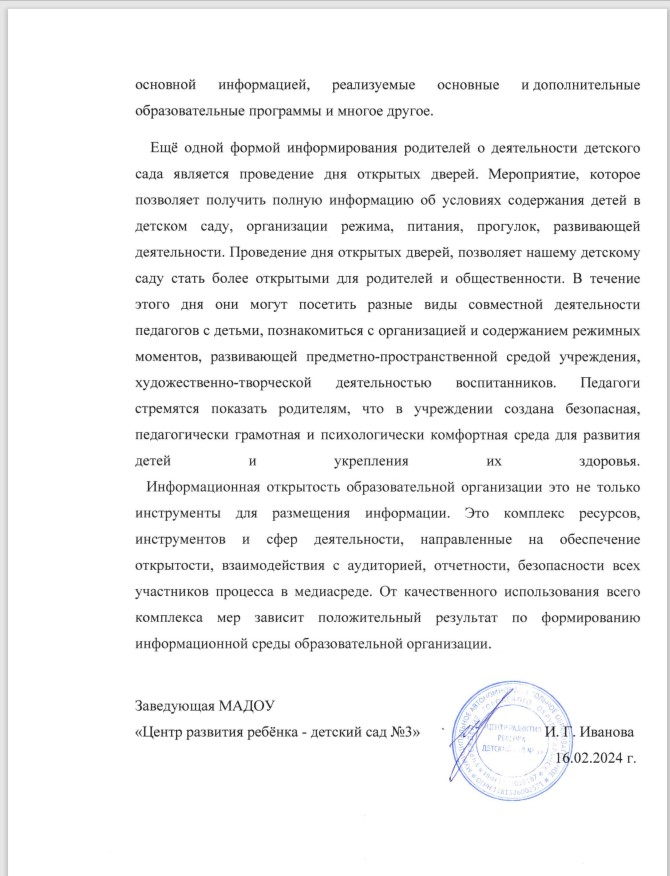 основной информацией, реализуемые основные и дополнительные
образовательные программы и многое другое.
Ещё одной формой информирования родителей о деятельности детского
сада является проведение дня открытых дверей. Мероприятие, которое
позволяет получить полную информацию об условиях содержания детей в
детском саду, организации режима, питания, прогулок, развивающей
деятельности. Проведение дня открытых дверей, позволяет нашему детскому
саду стать более открытыми для родителей и общественности. В течение
этого дня они могут посетить разные виды совместной деятельности
педагогов с детьми, познакомиться с организацией и содержанием режимных
моментов, развивающей предметно-пространственной средой учреждения,
художественно-творческой деятельностью воспитанников. Педагоги
стремятся показать родителям, что в учреждении создана безопасная,
педагогически грамотная и психологически комфортная среда для развития
детей и укрепления их здоровья.
Информационная открытость образовательной организации это не только
инструменты для размещения информации. Это комплекс ресурсов,
инструментов и сфер деятельности, направленные на обеспечение
открытости, взаимодействия с аудиторией, отчетности, безопасности всех
участников процесса в медиасреде. От качественного использования всего
комплекса мер зависит положительный результат по формированию
информационной среды образовательной организации.
Заведующая МАДОУ
«Центр развития ребёнка - детский сад №3» И. Г. Иванова
16.02.2024 г.